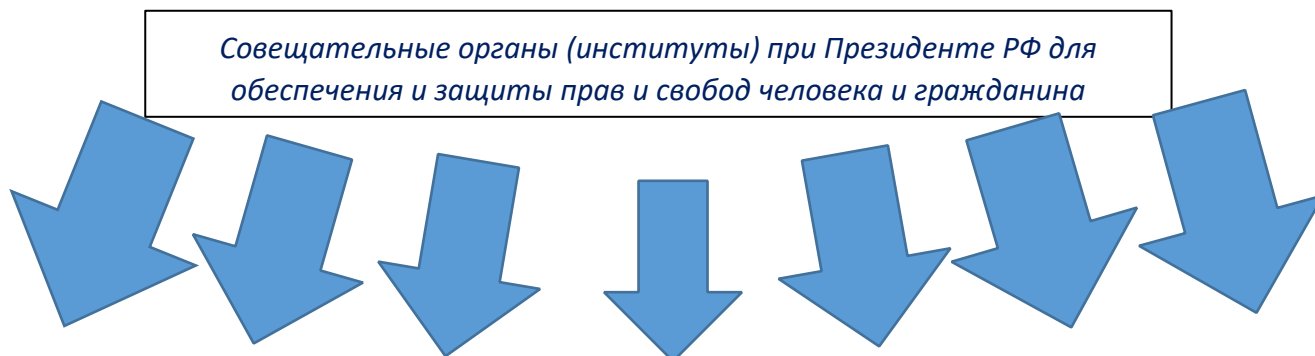 Совещательные органы (институты) при Президенте РФ для
обеспечения и защиты прав и свобод человека и гражданина